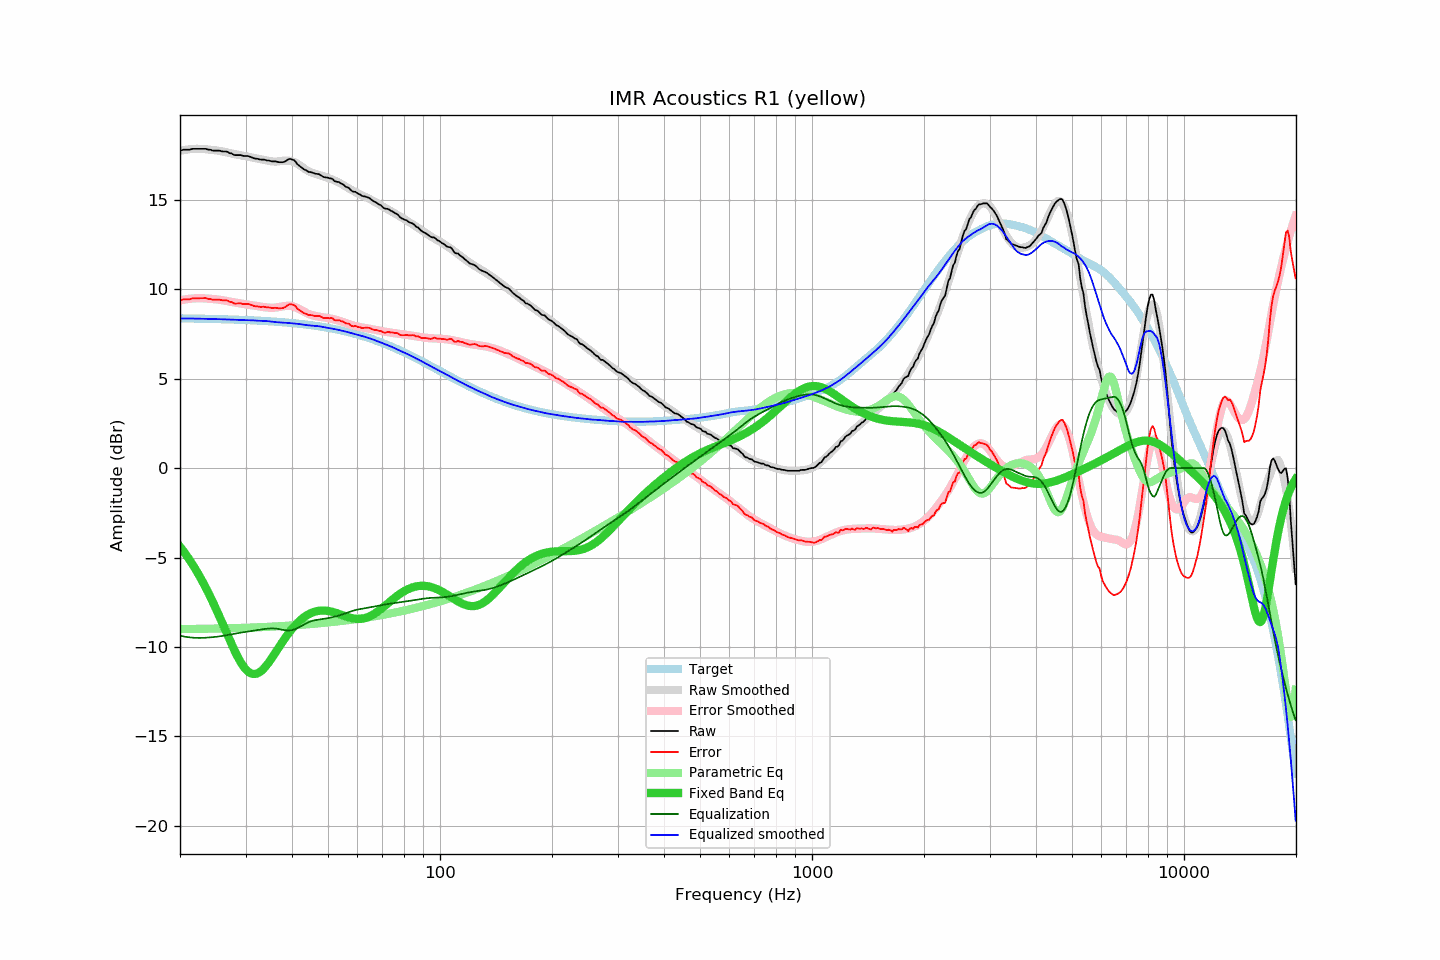 IMR Acoustics R1 (yellow)
Amplitude (dBr)
15
10
5
0
−5
−10
−15
−20
Target
Raw Smoothed
Error Smoothed
Raw
Error
Parametric Eq
Fixed Band Eq
Equalization
Equalized smoothed
100
1000
10000
Frequency (Hz)